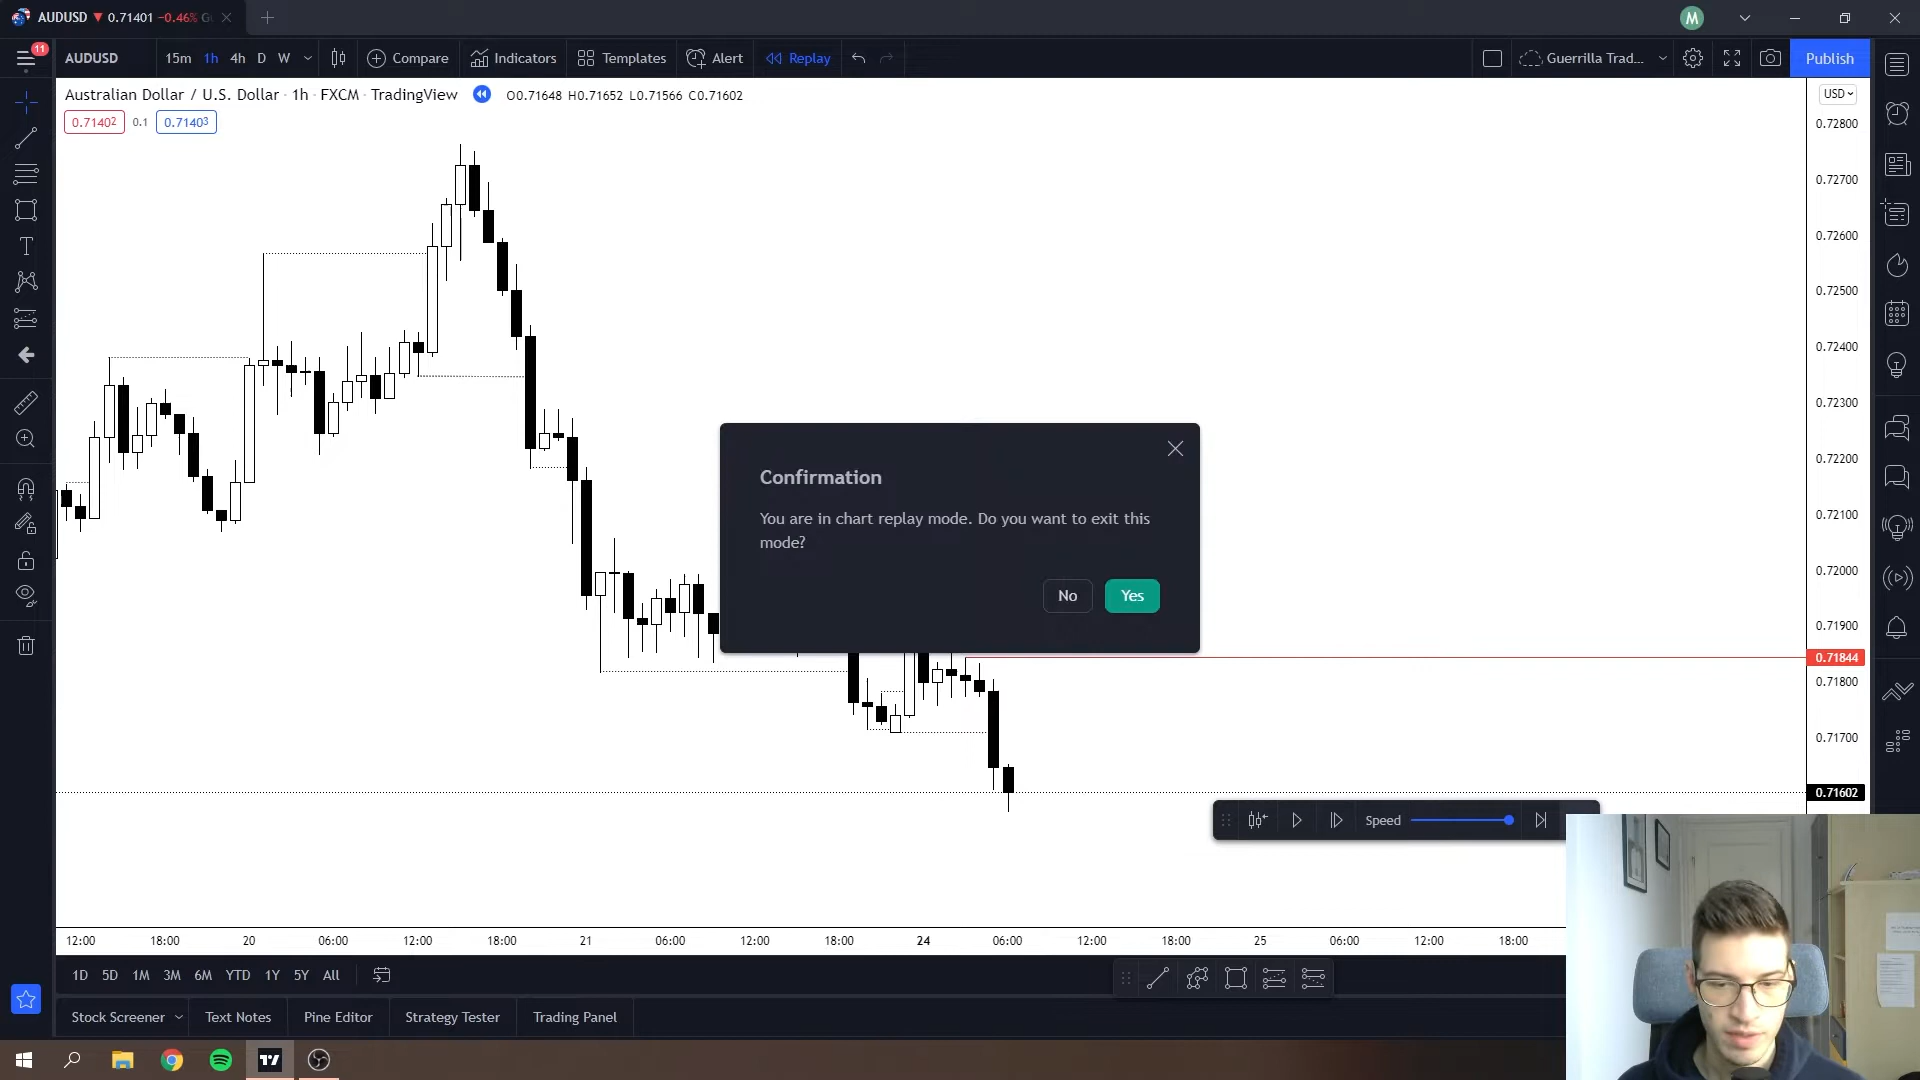 AUDUSD ▼ 0.71401 −0.46% G
M
11
AUDUSD
15m 1h 4h D W
Compare
Indicators
Templates
Alert
Replay
Guerrilla Trad...
Publish
Australian Dollar / U.S. Dollar · 1h · FXCM · TradingView
O0.71648 H0.71652 L0.71566 C0.71602
0.71402 0.1 0.71403
USD
0.72800
0.72700
0.72600
0.72500
0.72400
0.72300
0.72200
0.72100
0.72000
0.71900
0.71844
0.71800
0.71700
0.71602
Confirmation
You are in chart replay mode. Do you want to exit this
mode?
No
Yes
Speed
12:00 18:00 20 06:00 12:00 18:00 21 06:00 12:00 18:00 24 06:00 12:00 18:00 25 06:00 12:00 18:00
1D 5D 1M 3M 6M YTD 1Y 5Y All
Stock Screener
Text Notes
Pine Editor
Strategy Tester
Trading Panel